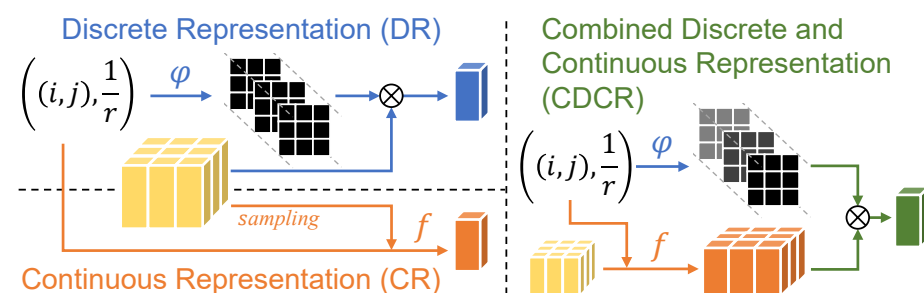 Discrete Representation (DR)
((i, j), 1/r)
φ
sampling
f
Continuous Representation (CR)
Combined Discrete and
Continuous Representation
(CDCR)
((i, j), 1/r)
φ
f